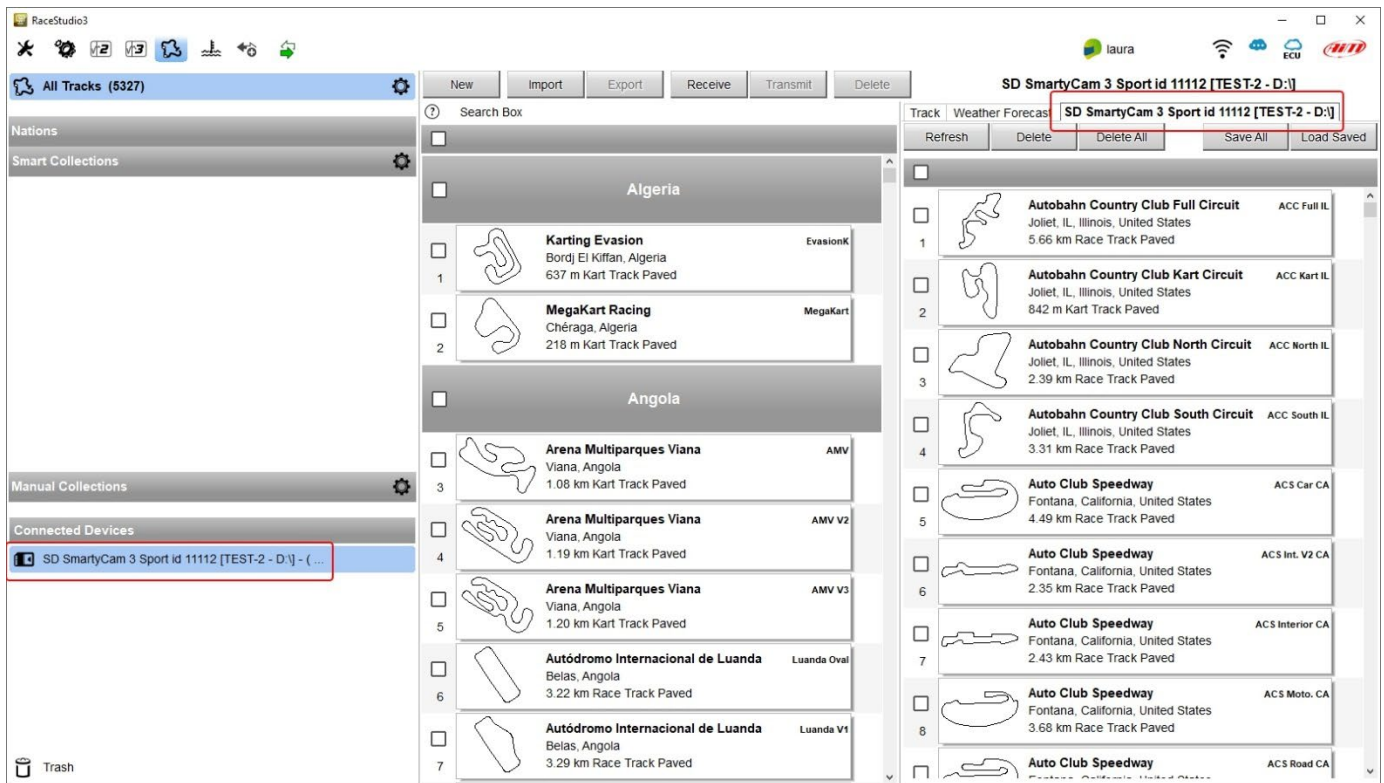 RaceStudio3
laura
ECU
AiM
All Tracks (5327)
Nations
Smart Collections
Manual Collections
Connected Devices
SD SmartyCam 3 Sport id 11112 [TEST-2 - D:\] - ( ...
Trash
New Import Export Receive Transmit Delete
Search Box
Algeria
Karting Evasion EvasionK
Bordj El Kiffan, Algeria
637 m Kart Track Paved
1
MegaKart Racing MegaKart
Chéraga, Algeria
218 m Kart Track Paved
2
Angola
Arena Multiparques Viana AMV
Viana, Angola
1.08 km Kart Track Paved
3
Arena Multiparques Viana AMV V2
Viana, Angola
1.19 km Kart Track Paved
4
Arena Multiparques Viana AMV V3
Viana, Angola
1.20 km Kart Track Paved
5
Autódromo Internacional de Luanda Luanda Oval
Belas, Angola
3.22 km Race Track Paved
6
Autódromo Internacional de Luanda Luanda V1
Belas, Angola
3.29 km Race Track Paved
7
SD SmartyCam 3 Sport id 11112 [TEST-2 - D:\]
Track Weather Forecast SD SmartyCam 3 Sport id 11112 [TEST-2 - D:\]
Refresh Delete Delete All Save All Load Saved
Autobahn Country Club Full Circuit ACC Full IL
Joliet, IL, Illinois, United States
5.66 km Race Track Paved
1
Autobahn Country Club Kart Circuit ACC Kart IL
Joliet, IL, Illinois, United States
842 m Kart Track Paved
2
Autobahn Country Club North Circuit ACC North IL
Joliet, IL, Illinois, United States
2.39 km Race Track Paved
3
Autobahn Country Club South Circuit ACC South IL
Joliet, IL, Illinois, United States
3.31 km Race Track Paved
4
Auto Club Speedway ACS Car CA
Fontana, California, United States
4.49 km Race Track Paved
5
Auto Club Speedway ACS Int. V2 CA
Fontana, California, United States
2.35 km Race Track Paved
6
Auto Club Speedway ACS Interior CA
Fontana, California, United States
2.43 km Race Track Paved
7
Auto Club Speedway ACS Moto. CA
Fontana, California, United States
3.68 km Race Track Paved
8
Auto Club Speedway ACS Road CA